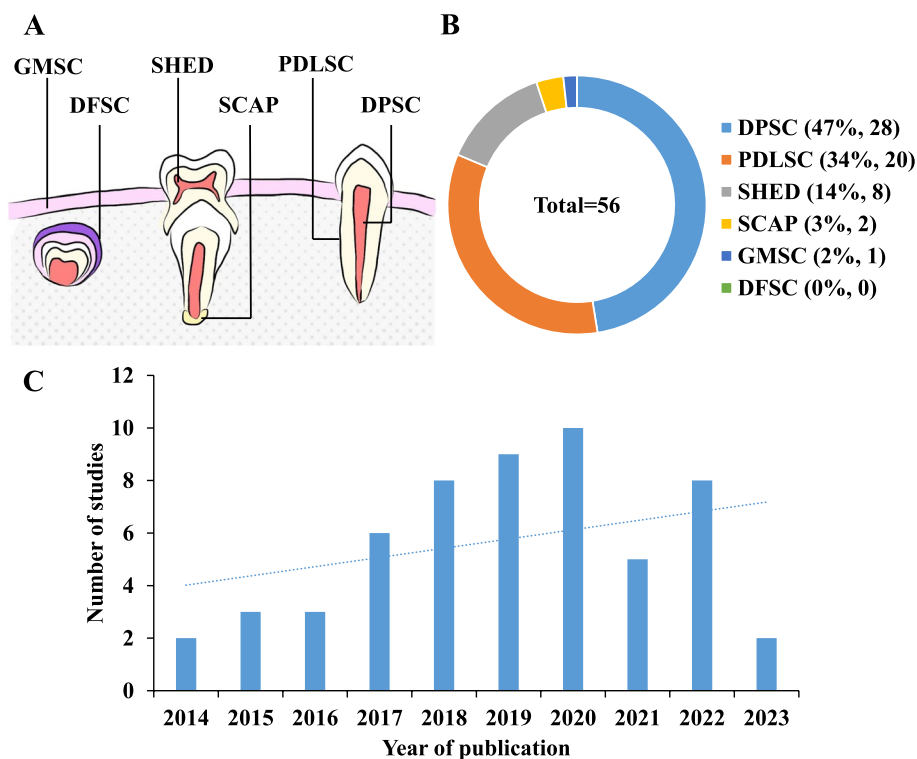 A
GMSC
SHED
PDLSC
DFSC
SCAP
DPSC
B
Total=56
DPSC (47%, 28)
PDLSC (34%, 20)
SHED (14%, 8)
SCAP (3%, 2)
GMSC (2%, 1)
DFSC (0%, 0)
C
Number of studies
12
10
8
6
4
2
0
2014 2015 2016 2017 2018 2019 2020 2021 2022 2023
Year of publication